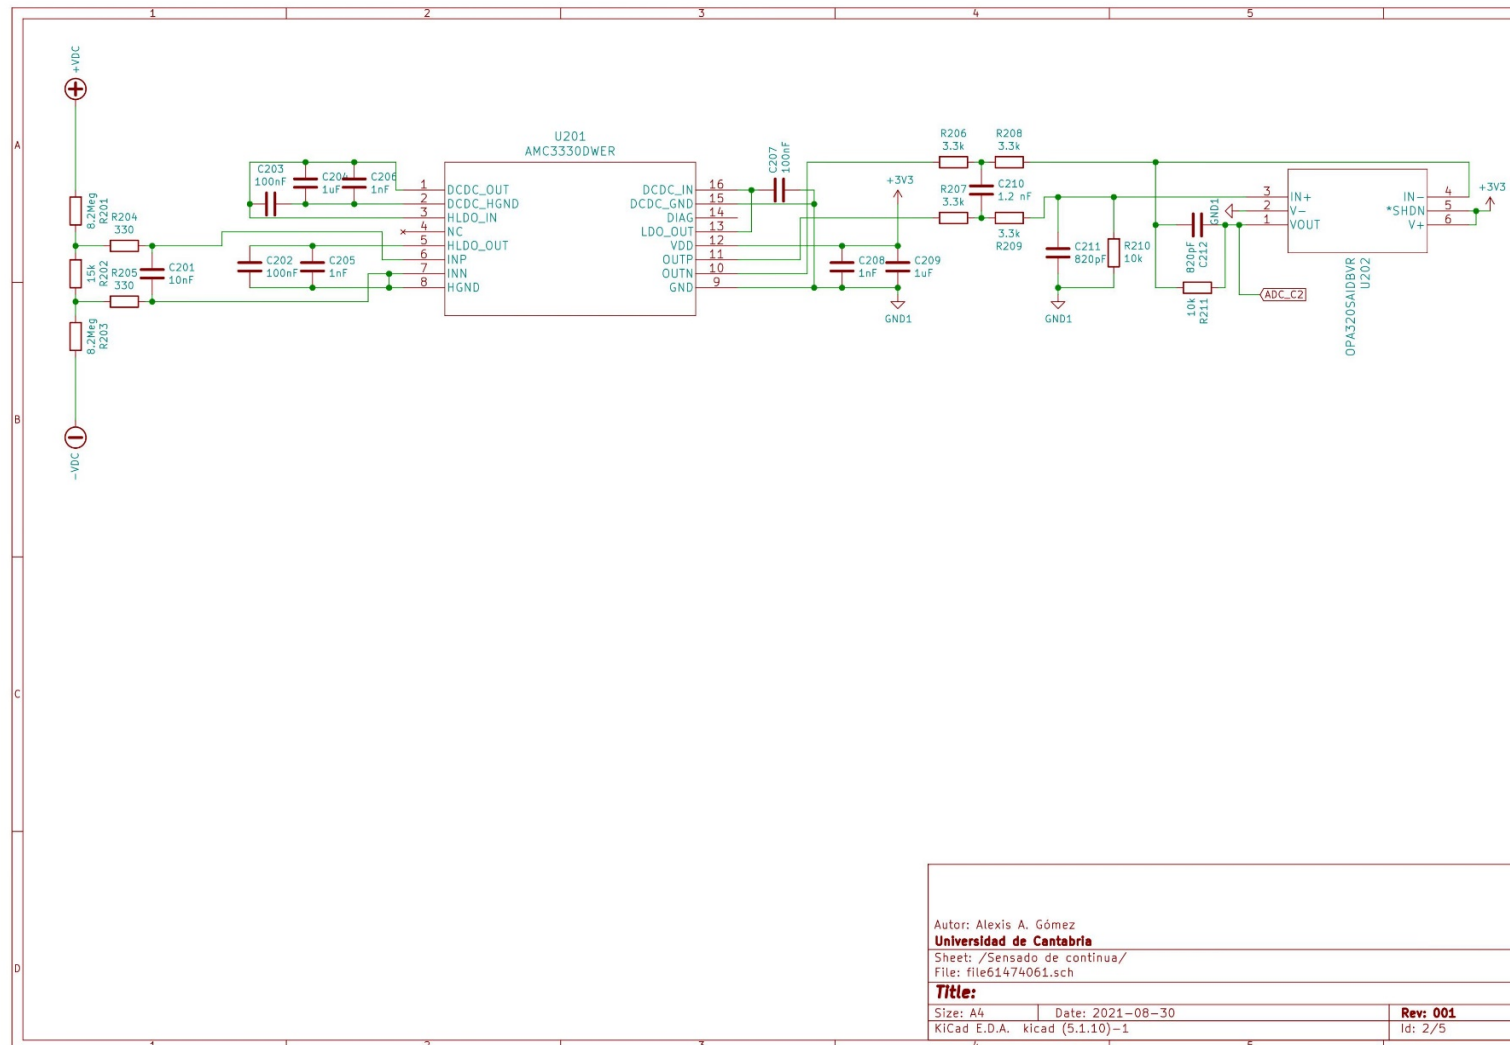 1 2 3 4 5
A
B
C
D
+VDC
8.2Meg
R201
R204
330
15k
R202
R205
330
C201
10nF
8.2Meg
R203
-VDC
C203
100nF
C204
1uF
C206
1nF
C202
100nF
C205
1nF
U201
AMC3330DWER
1 DCDC_OUT
2 DCDC_HGND
3 HLDO_IN
4 NC
5 HLDO_OUT
6 INP
7 INN
8 HGND
DCDC_IN 16
DCDC_GND 15
DIAG 14
LDO_OUT 13
VDD 12
OUTP 11
OUTN 10
GND 9
C207
100nF
+3V3
C208
1nF
C209
1uF
GND1
R206
3.3k
R208
3.3k
R207
3.3k
C210
1.2 nF
3.3k
R209
C211
820pF
R210
10k
GND1
820pF
C212
GND1
10k
R211
ADC_C2
3 IN+
2 V-
1 VOUT
IN- 4
*SHDN 5
V+ 6
+3V3
OPA320SAIDBVR
U202
Autor: Alexis A. Gómez
Universidad de Cantabria
Sheet: /Sensado de continua/
File: file61474061.sch
Title:
Size: A4 Date: 2021-08-30 Rev: 001
KiCad E.D.A. kicad (5.1.10)-1 Id: 2/5
1 2 3 4 5